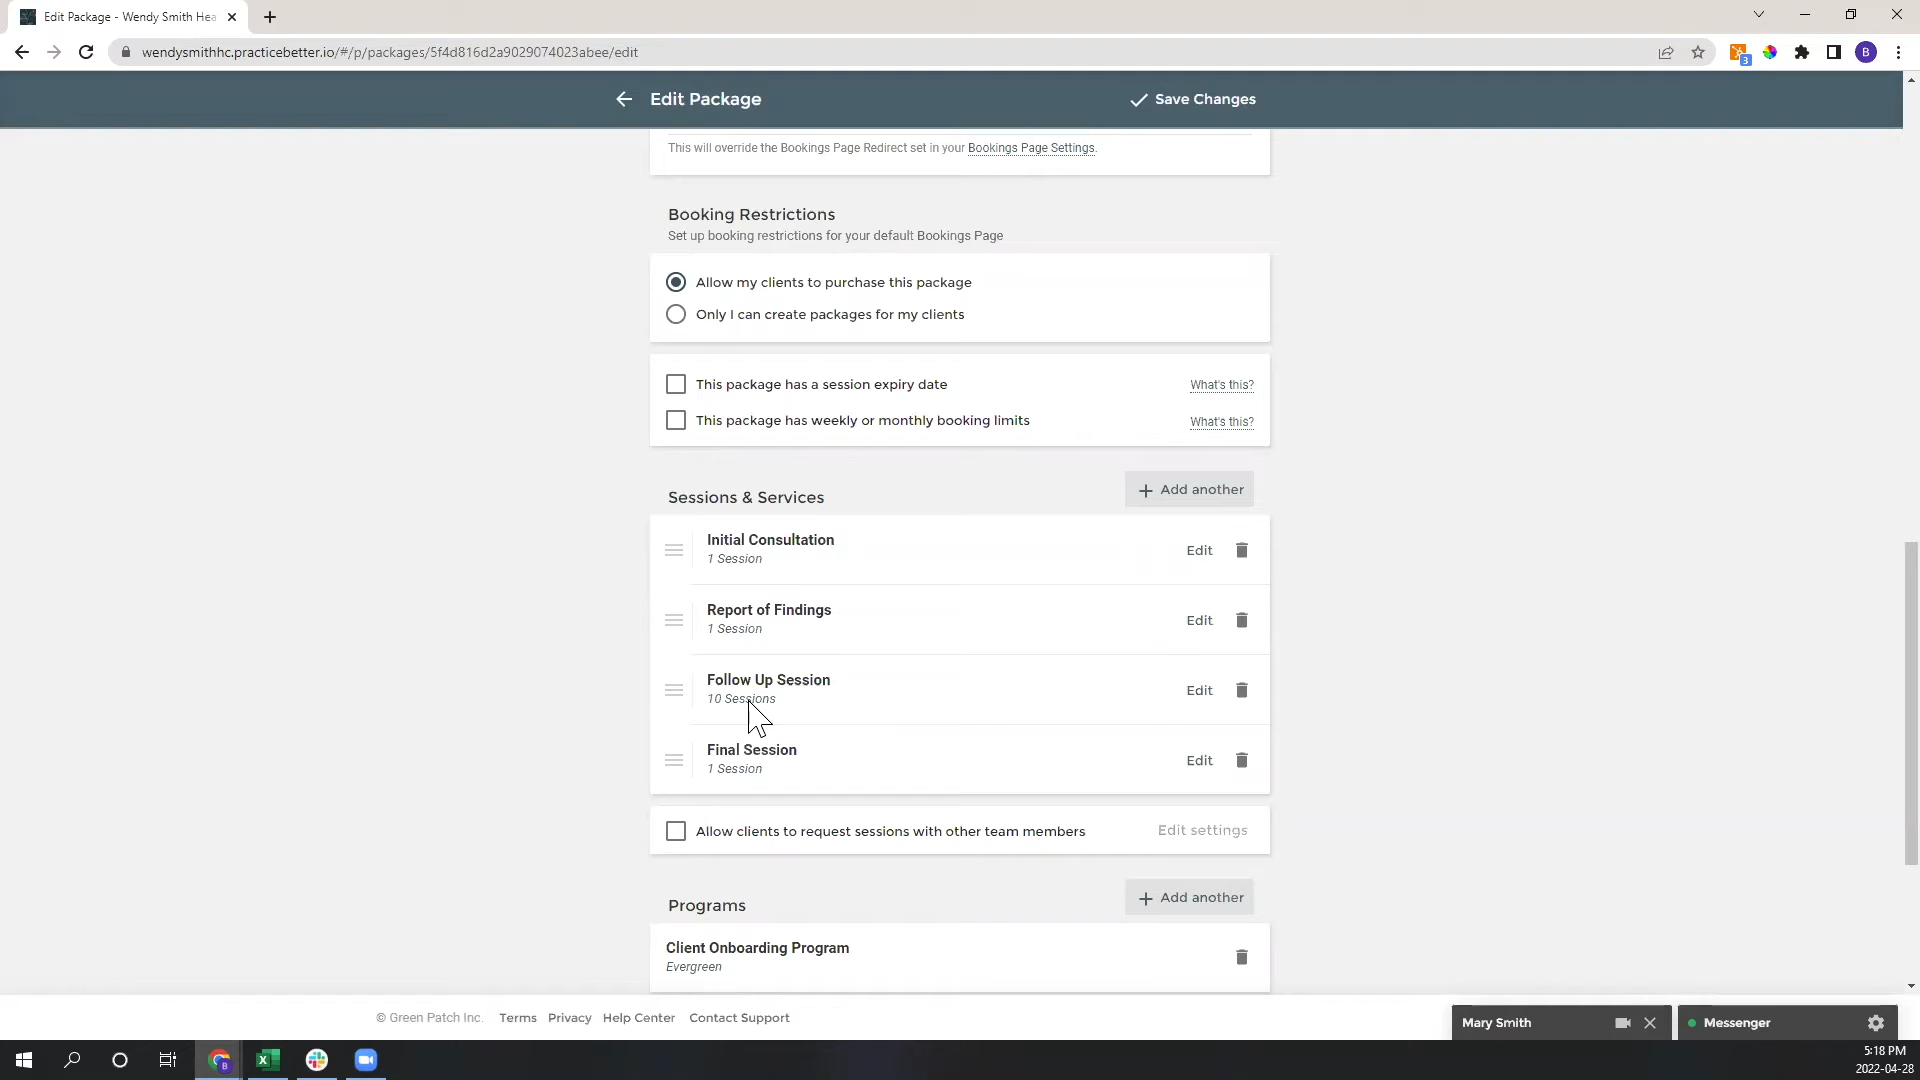 Edit Package - Wendy Smith Hea
wendysmithhc.practicebetter.io/#/p/packages/5f4d816d2a9029074023abee/edit
3
B
Edit Package
Save Changes
This will override the Bookings Page Redirect set in your Bookings Page Settings.
Booking Restrictions
Set up booking restrictions for your default Bookings Page
Allow my clients to purchase this package
Only I can create packages for my clients
This package has a session expiry date
What's this?
This package has weekly or monthly booking limits
What's this?
Sessions & Services
+ Add another
Initial Consultation
1 Session
Edit
Report of Findings
1 Session
Edit
Follow Up Session
10 Sessions
Edit
Final Session
1 Session
Edit
Allow clients to request sessions with other team members
Edit settings
Programs
+ Add another
Client Onboarding Program
Evergreen
© Green Patch Inc. Terms Privacy Help Center Contact Support
Mary Smith
Messenger
5:18 PM
2022-04-28